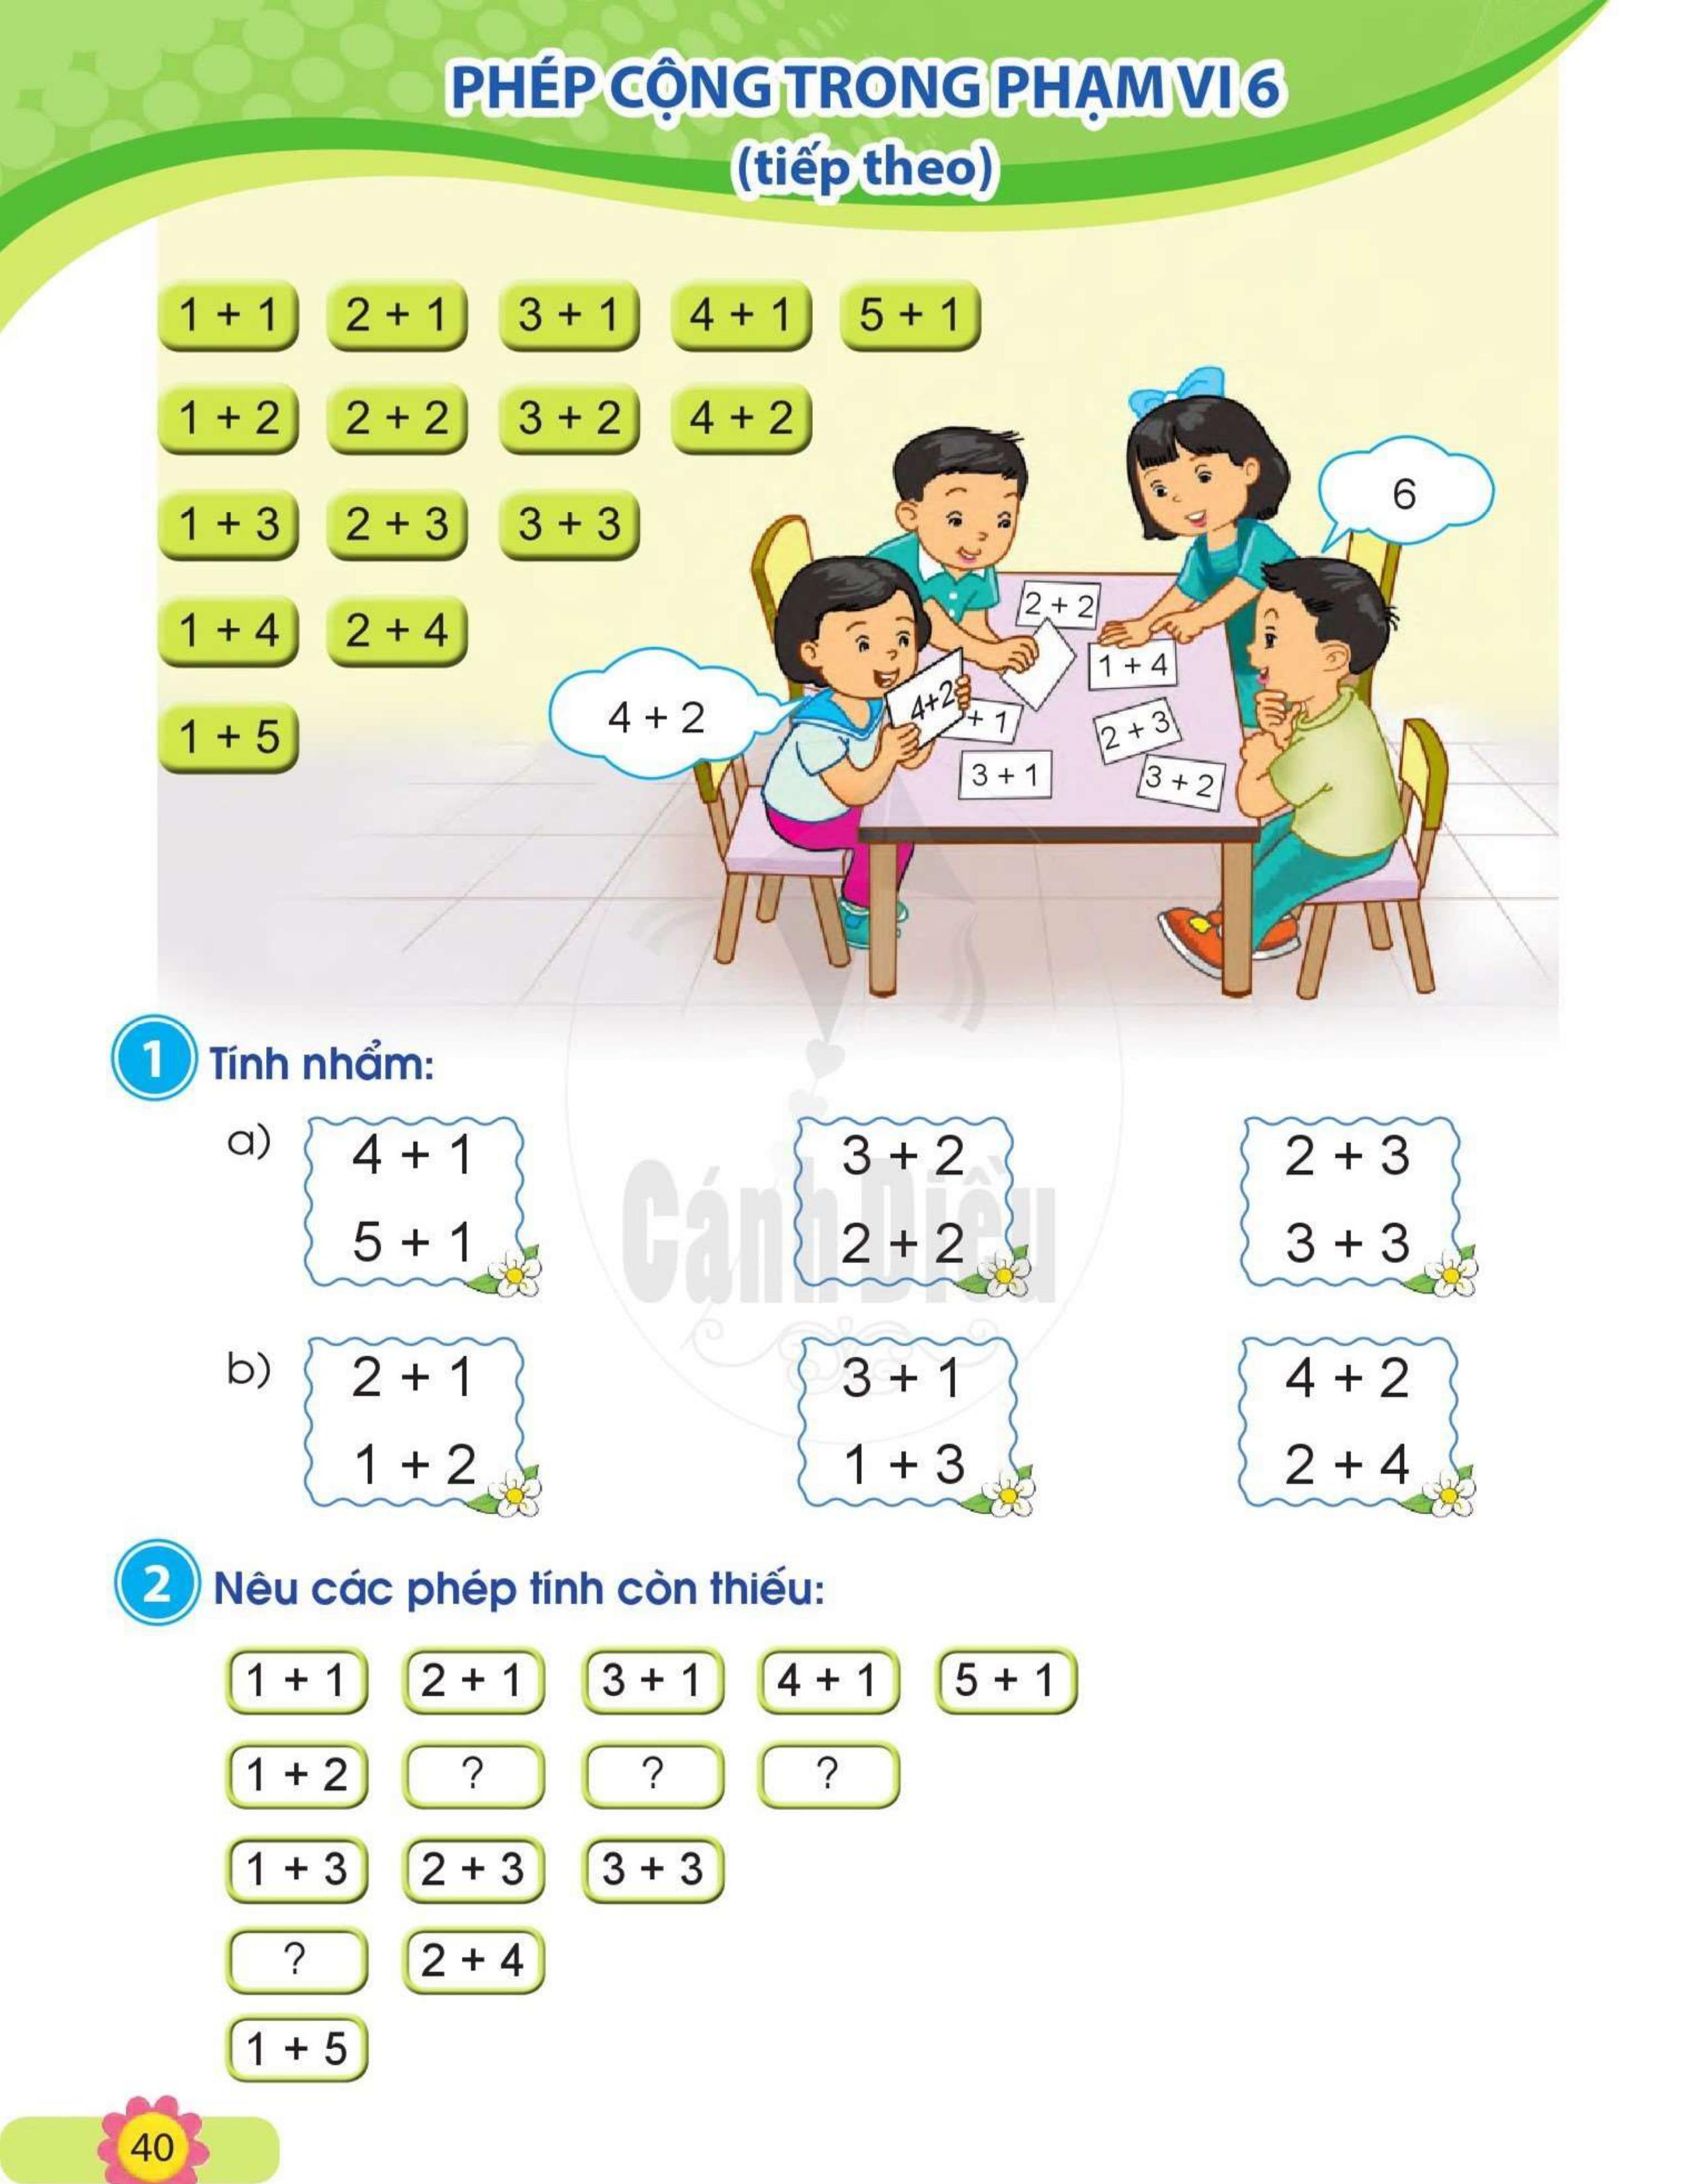 PHÉP CỘNG TRONG PHẠM VI 6
(tiếp theo)
1 + 1 2 + 1 3 + 1 4 + 1 5 + 1
1 + 2 2 + 2 3 + 2 4 + 2
1 + 3 2 + 3 3 + 3
1 + 4 2 + 4
1 + 5
4 + 2
6
2 + 2
1 + 4
4+2
+ 1
2 + 3
3 + 1
3 + 2
1 Tính nhẩm:
a) 4 + 1 3 + 2 2 + 3
5 + 1 2 + 2 3 + 3
b) 2 + 1 3 + 1 4 + 2
1 + 2 1 + 3 2 + 4
Cánh Diều
2 Nêu các phép tính còn thiếu:
1 + 1 2 + 1 3 + 1 4 + 1 5 + 1
1 + 2 ? ? ?
1 + 3 2 + 3 3 + 3
? 2 + 4
1 + 5
40